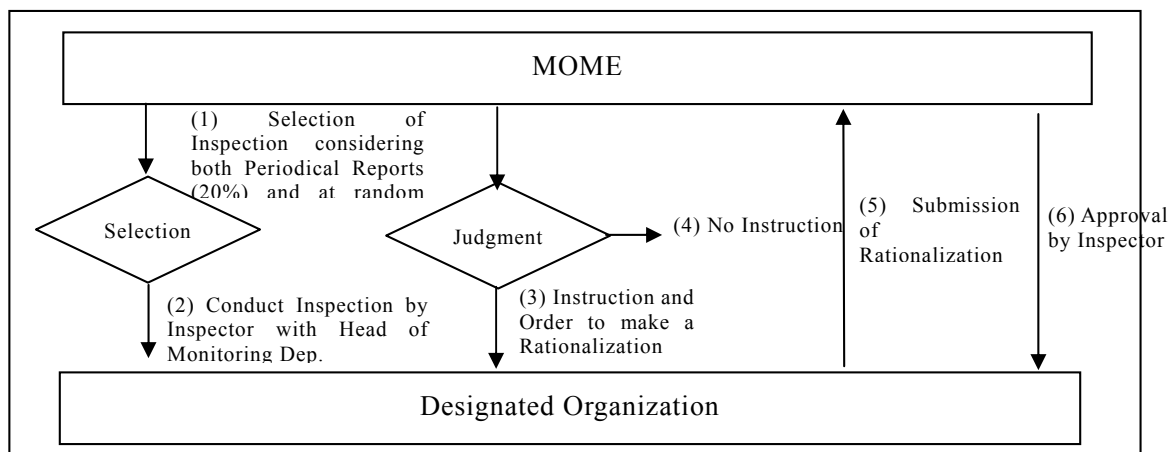 MOME
(1) Selection of
Inspection considering
both Periodical Reports
(20%) and at random
Selection
(2) Conduct Inspection by
Inspector with Head of
Monitoring Dep.
Judgment
(4) No Instruction
(3) Instruction and
Order to make a
Rationalization
(5) Submission
of
Rationalization
(6) Approval
by Inspector
Designated Organization